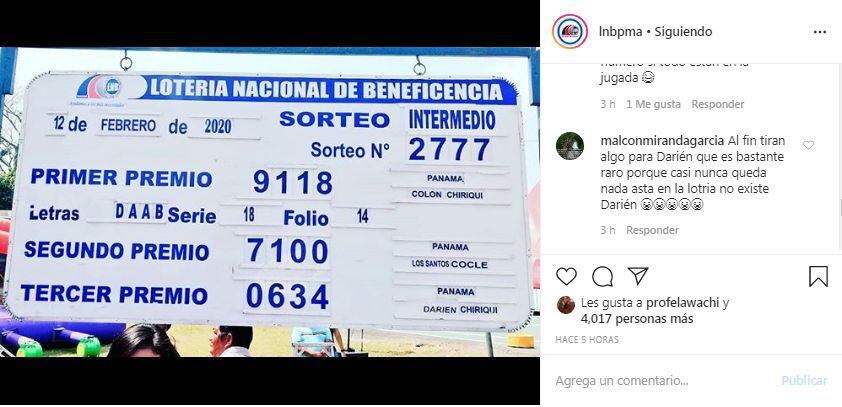 LOTERIA NACIONAL DE BENEFICENCIA
12 de FEBRERO de 2020 SORTEO INTERMEDIO
Sorteo N° 2777
PRIMER PREMIO 9118 PANAMA
COLON CHIRIQUI
Letras DAAB Serie 18 Folio 14
SEGUNDO PREMIO 7100 PANAMA
LOS SANTOS COCLE
TERCER PREMIO 0634 PANAMA
DARIEN CHIRIQUI
lnbpma • Siguiendo
numero si todo están en la
jugada 😂
3 h 1 Me gusta Responder
malconmirandagarcia Al fin tiran
algo para Darién que es bastante
raro porque casi nunca queda
nada asta en la lotria no existe
Darién 😭😭😭😭😭
3 h Responder
Les gusta a profelawachi y
4,017 personas más
HACE 5 HORAS
Agrega un comentario... Publicar